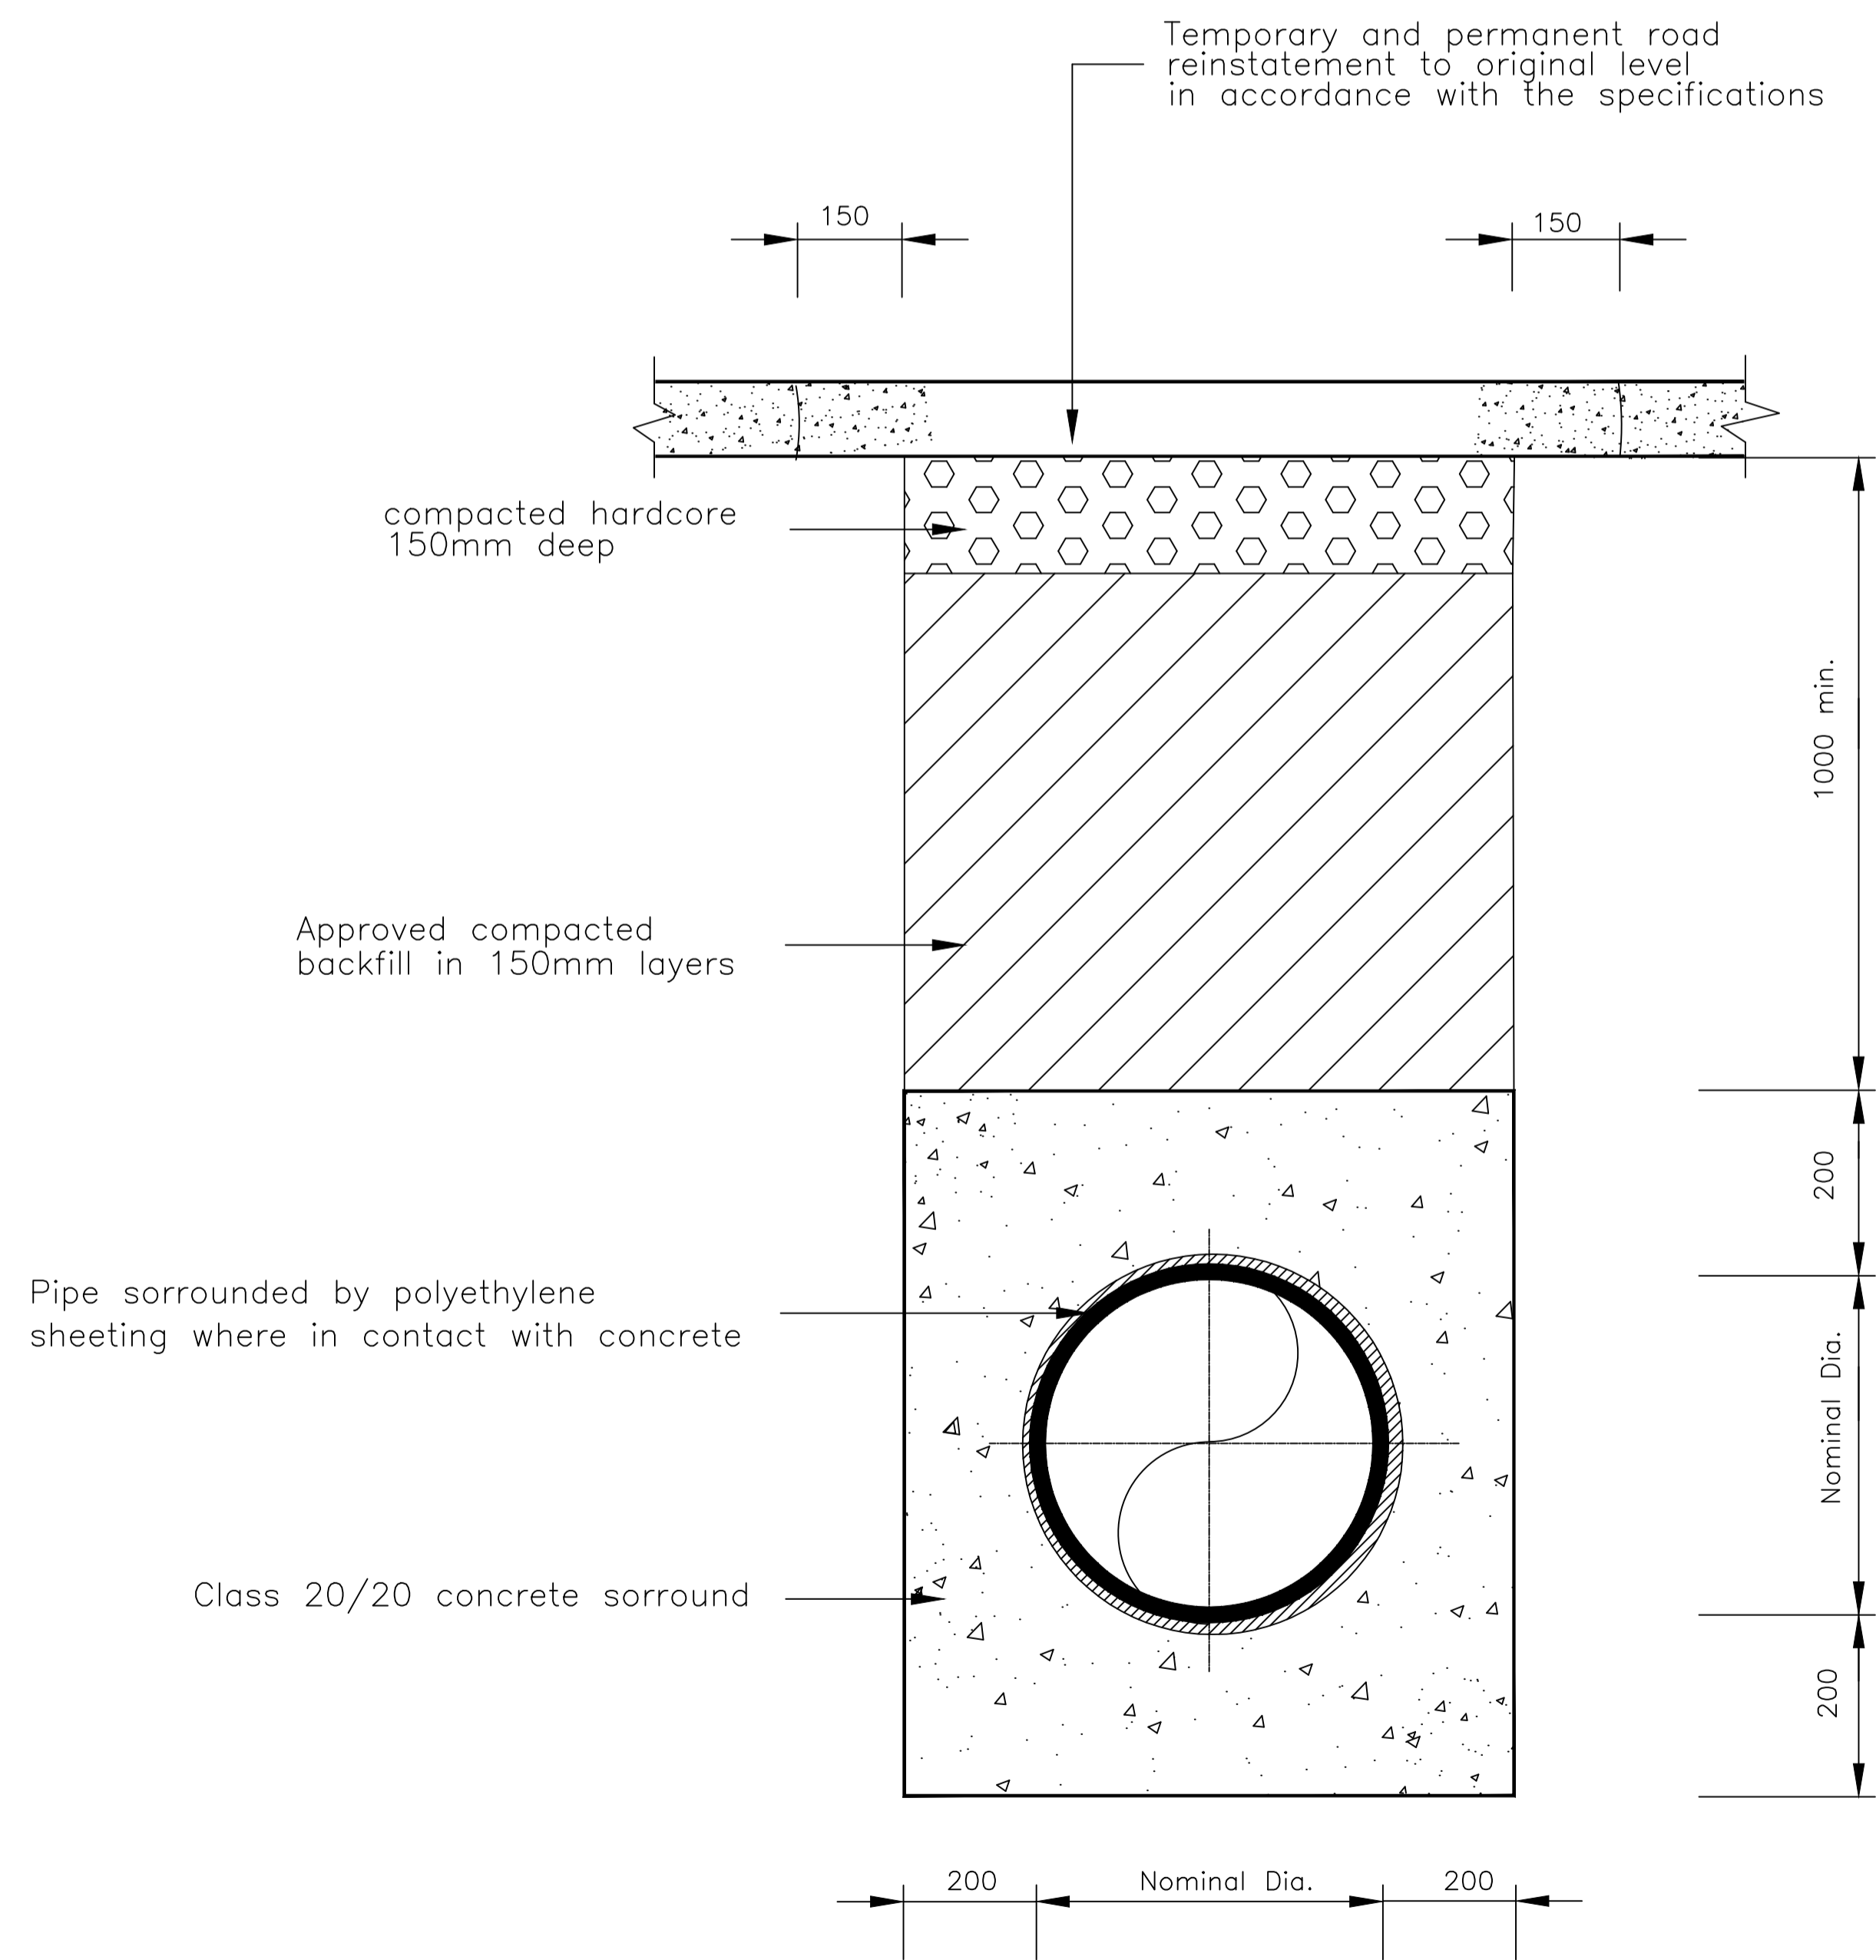 Temporary and permanent road
reinstatement to original level
in accordance with the specifications
150
150
compacted hardcore
150mm deep
1000 min.
Approved compacted
backfill in 150mm layers
200
Pipe sorrounded by polyethylene
sheeting where in contact with concrete
Nominal Dia.
Class 20/20 concrete sorround
200
200
Nominal Dia.
200